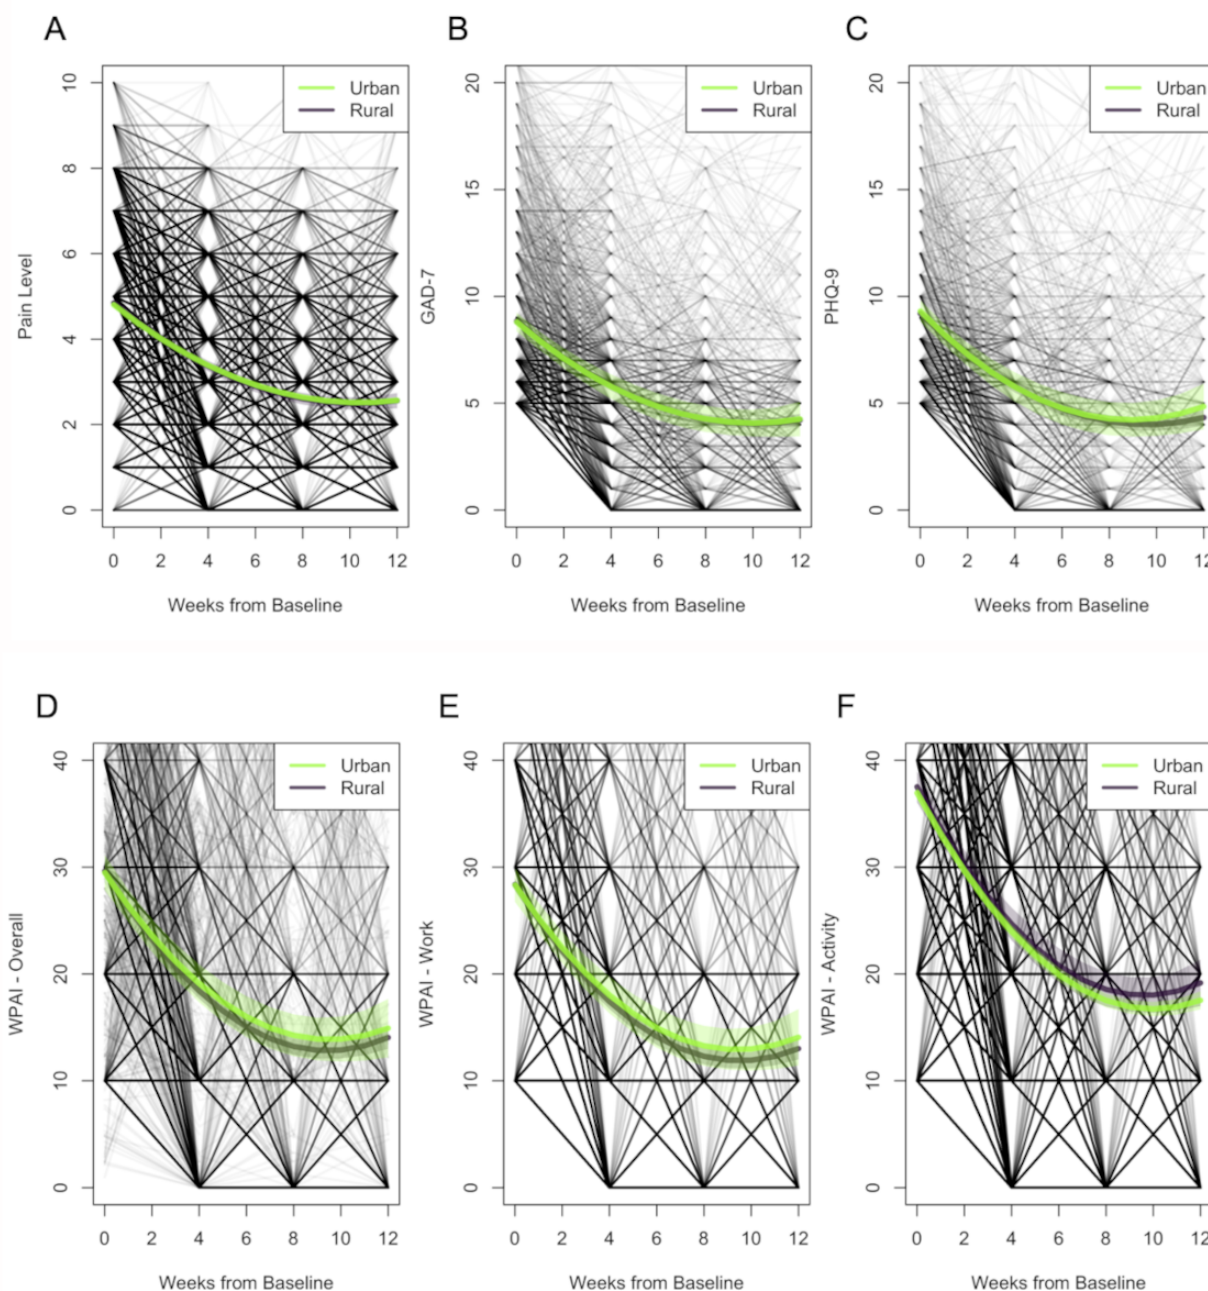 A
B
C
10
8
6
4
2
0
Pain Level
Urban
Rural
0 2 4 6 8 10 12
Weeks from Baseline
20
15
10
5
0
GAD-7
Urban
Rural
0 2 4 6 8 10 12
Weeks from Baseline
20
15
10
5
0
PHQ-9
Urban
Rural
0 2 4 6 8 10 12
Weeks from Baseline
D
E
F
40
30
20
10
0
WPAI - Overall
Urban
Rural
0 2 4 6 8 10 12
Weeks from Baseline
40
30
20
10
0
WPAI - Work
Urban
Rural
0 2 4 6 8 10 12
Weeks from Baseline
40
30
20
10
0
WPAI - Activity
Urban
Rural
0 2 4 6 8 10 12
Weeks from Baseline